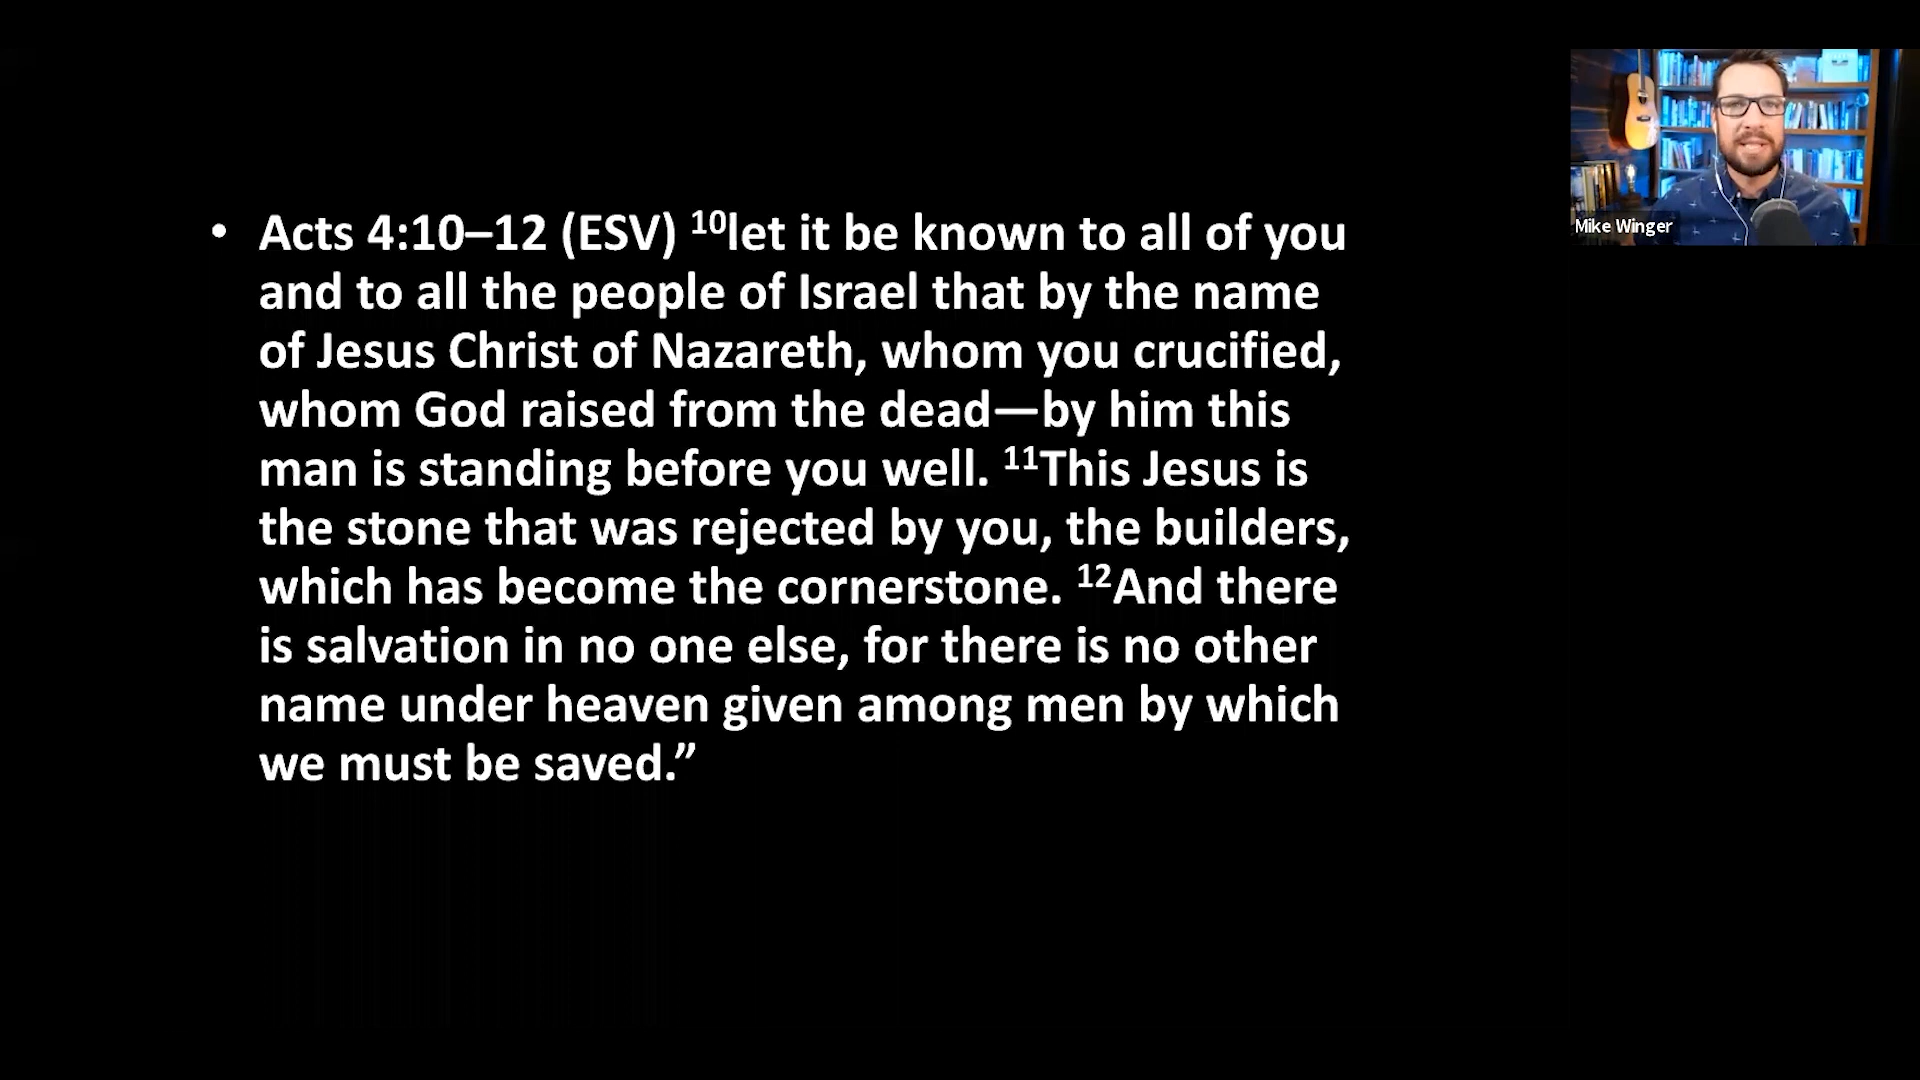 • Acts 4:10–12 (ESV) ¹⁰let it be known to all of you
and to all the people of Israel that by the name
of Jesus Christ of Nazareth, whom you crucified,
whom God raised from the dead—by him this
man is standing before you well. ¹¹This Jesus is
the stone that was rejected by you, the builders,
which has become the cornerstone. ¹²And there
is salvation in no one else, for there is no other
name under heaven given among men by which
we must be saved.”
Mike Winger